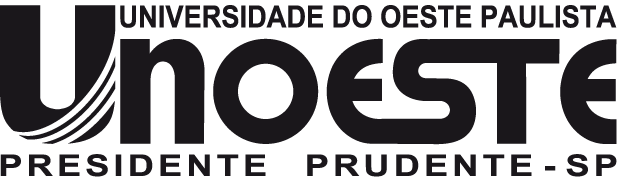 UNIVERSIDADE DO OESTE PAULISTA
UNOESTE
PRESIDENTE PRUDENTE - SP